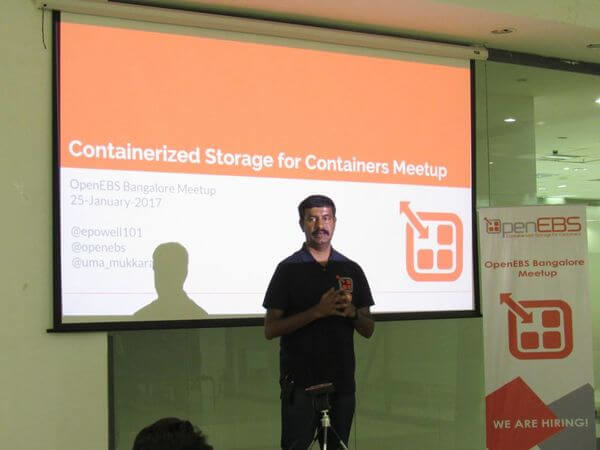 Containerized Storage for Containers Meetup
OpenEBS Bangalore Meetup
25-January-2017
@epowell101
@openebs
@uma_mukkara
OpenEBS
Containerized Storage for Containers
OpenEBS Bangalore
Meetup
WE ARE HIRING!